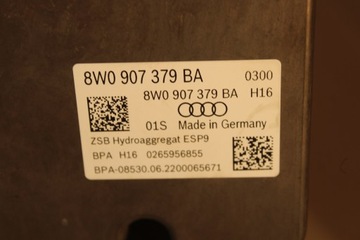 8W0 907 379 BA 0300
8W0 907 379 BA H16
01S Made in Germany
ZSB Hydroaggregat ESP9
BPA H16 0265956855
BPA-08530.06.2200065671